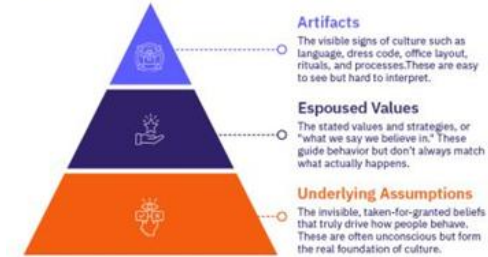 Artifacts
The visible signs of culture such as
language, dress code, office layout,
rituals, and processes.These are easy
to see but hard to interpret.
Espoused Values
The stated values and strategies, or
"what we say we believe in." These
guide behavior but don't always match
what actually happens.
Underlying Assumptions
The invisible, taken-for-granted beliefs
that truly drive how people behave.
These are often unconscious but form
the real foundation of culture.